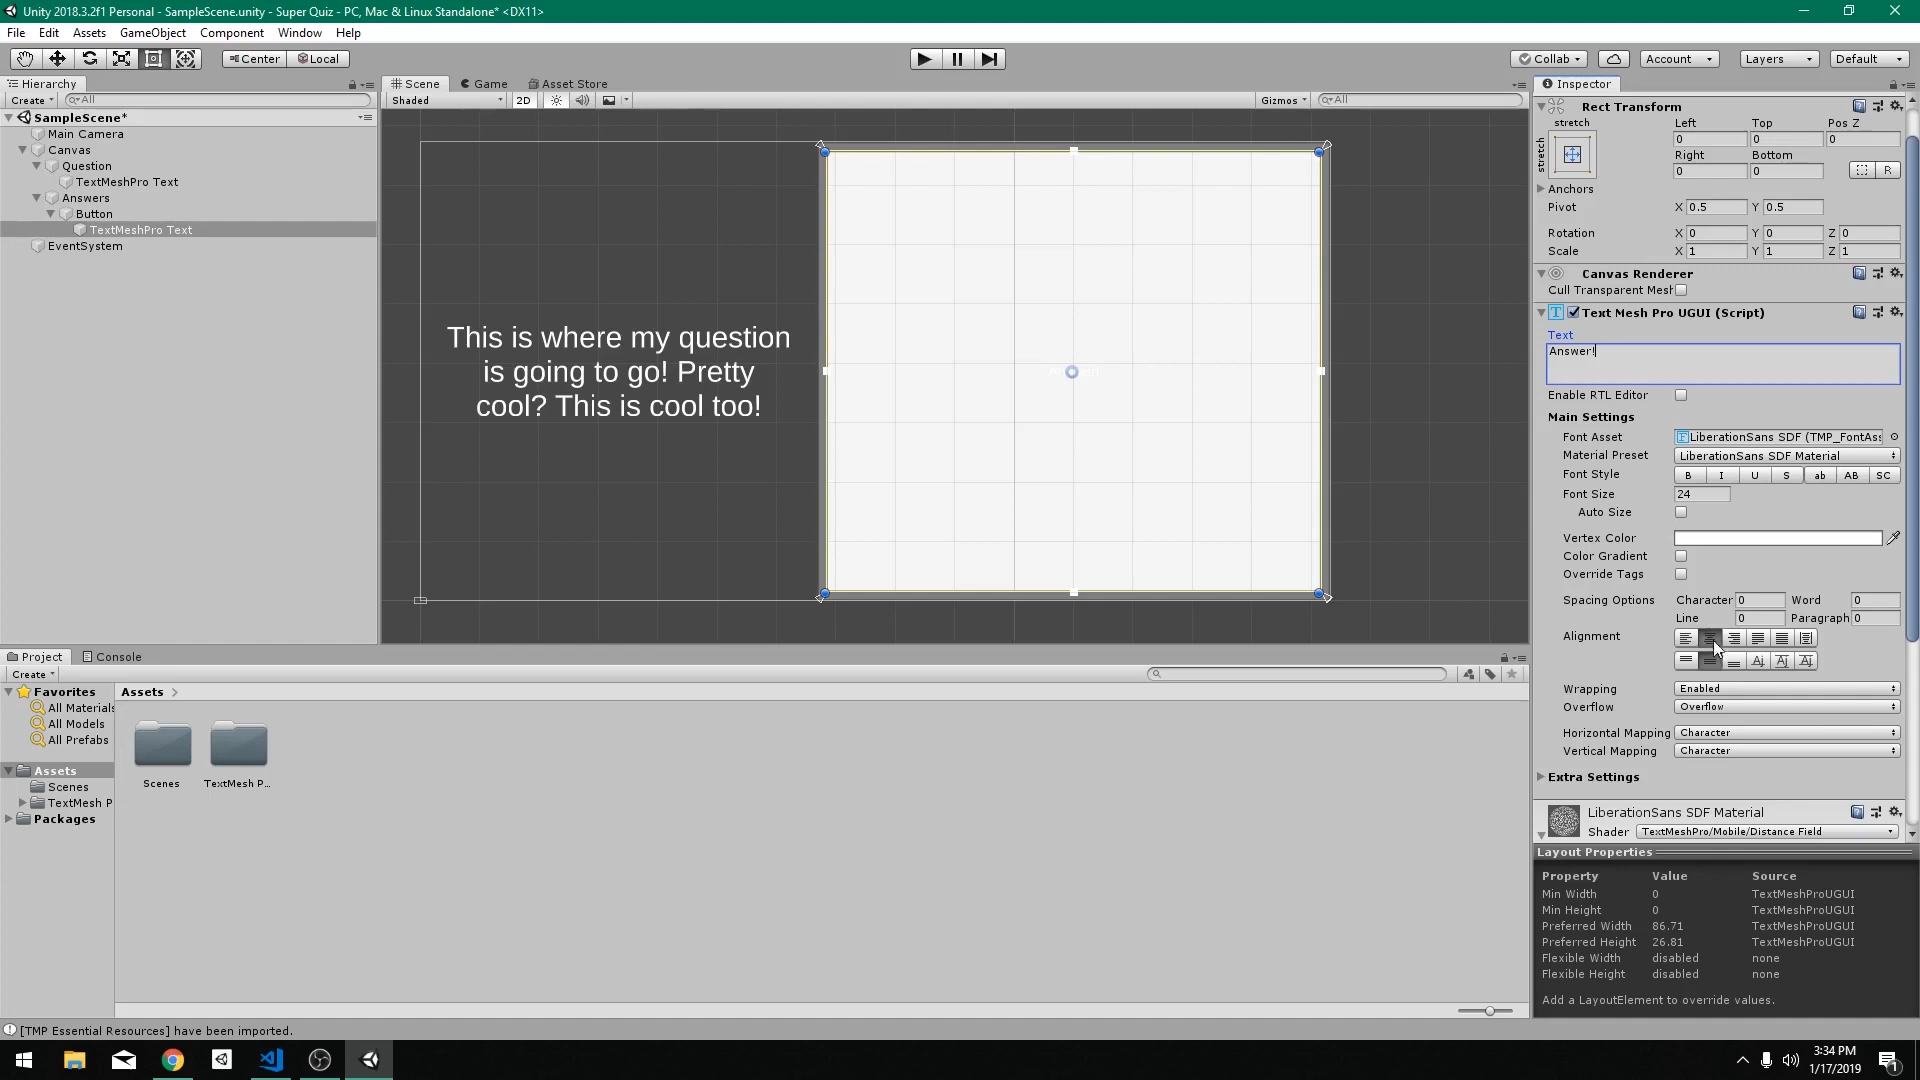 Unity 2018.3.2f1 Personal - SampleScene.unity - Super Quiz - PC, Mac & Linux Standalone* <DX11>
File Edit Assets GameObject Component Window Help
Center Local Collab Account Layers Default
Hierarchy
Create All
SampleScene*
Main Camera
Canvas
Question
TextMeshPro Text
Answers
Button
TextMeshPro Text
EventSystem
Scene Game Asset Store
Shaded 2D Gizmos All
This is where my question
is going to go! Pretty
cool? This is cool too!
Inspector
Rect Transform
stretch Left Top Pos Z
stretch 0 0 0
Right Bottom
0 0 R
Anchors
Pivot X 0.5 Y 0.5
Rotation X 0 Y 0 Z 0
Scale X 1 Y 1 Z 1
Canvas Renderer
Cull Transparent Mesh
T Text Mesh Pro UGUI (Script)
Text
Answer!
Enable RTL Editor
Main Settings
Font Asset LiberationSans SDF (TMP_FontAss
Material Preset LiberationSans SDF Material
Font Style B I U S ab AB SC
Font Size 24
Auto Size
Vertex Color
Color Gradient
Override Tags
Spacing Options Character 0 Word 0
Line 0 Paragraph 0
Alignment
Wrapping Enabled
Overflow Overflow
Horizontal Mapping Character
Vertical Mapping Character
Extra Settings
LiberationSans SDF Material
Shader TextMeshPro/Mobile/Distance Field
Layout Properties
Property Value Source
Min Width 0 TextMeshProUGUI
Min Height 0 TextMeshProUGUI
Preferred Width 86.71 TextMeshProUGUI
Preferred Height 26.81 TextMeshProUGUI
Flexible Width disabled none
Flexible Height disabled none
Add a LayoutElement to override values.
Project Console
Create
Favorites
All Materials
All Models
All Prefabs
Assets
Scenes
TextMesh P
Packages
Assets
Scenes TextMesh P...
[TMP Essential Resources] have been imported.
3:34 PM
1/17/2019
1